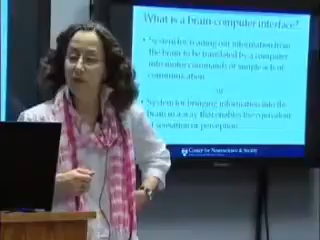 What is a brain-computer interface?
• System for reading out information from
the brain to be translated by a computer
into motor commands or simple acts of
communication
or
• System for bringing information into the
brain in a way that enables the equivalent
of sensation or perception.
Center for Neuroscience & Society